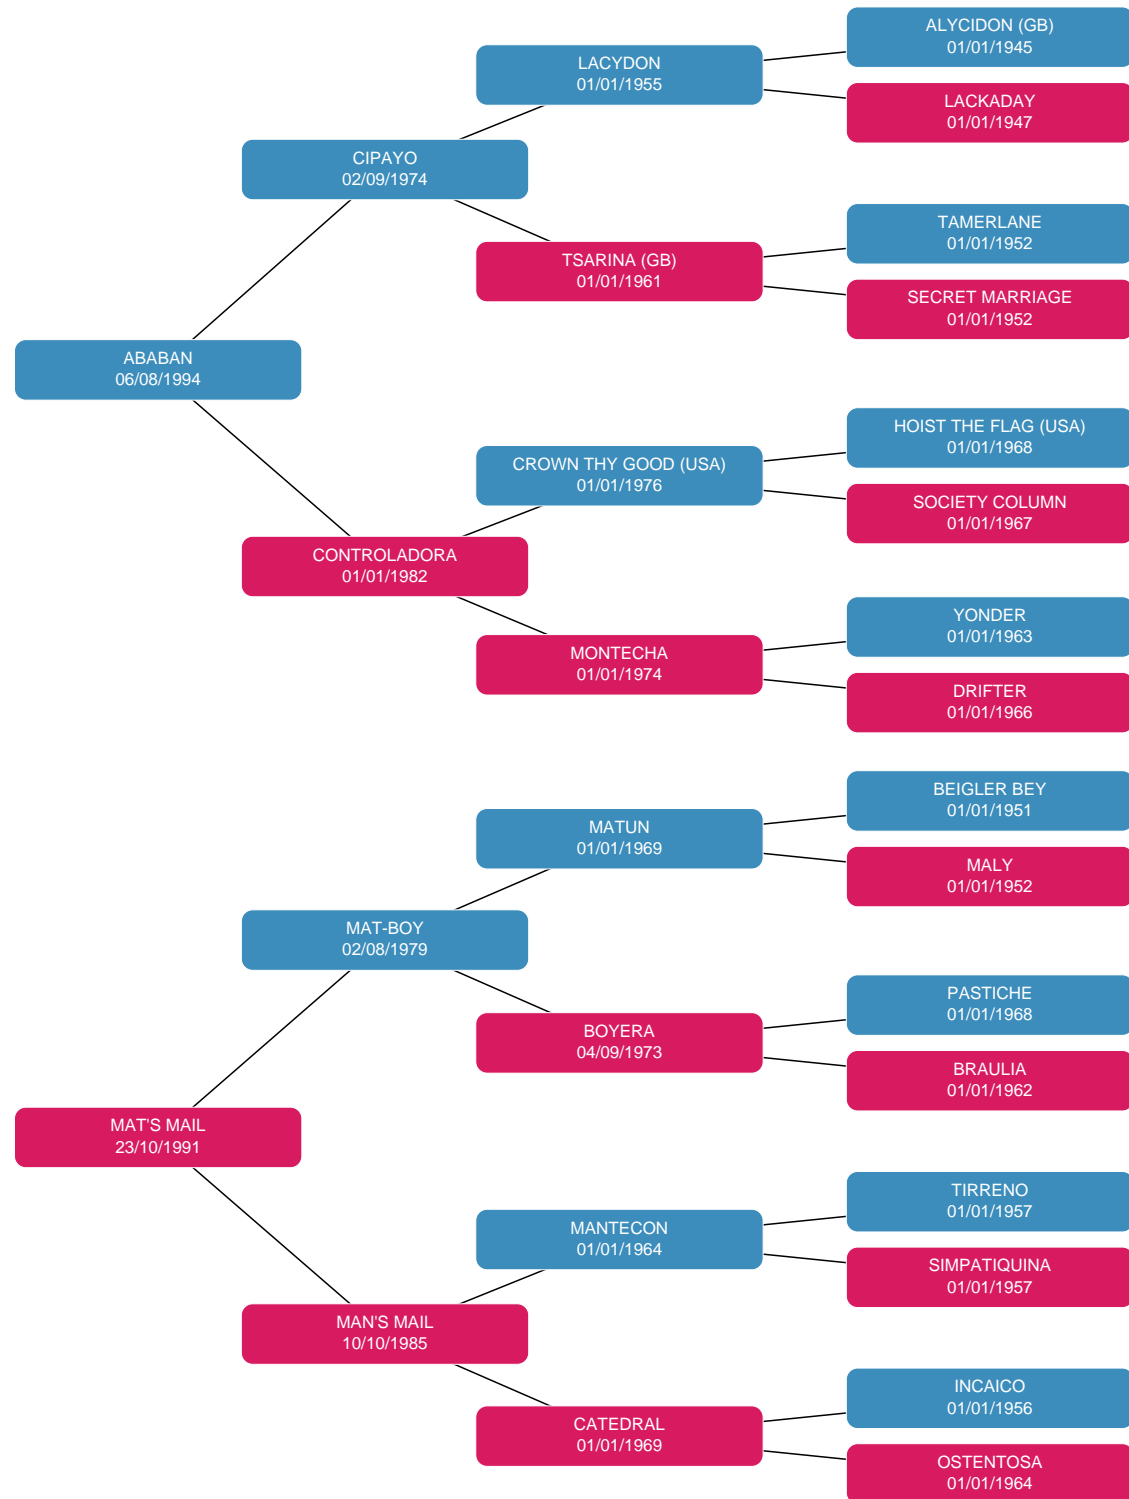 ALYCIDON (GB)
01/01/1945
LACYDON
01/01/1955
LACKADAY
01/01/1947
CIPAYO
02/09/1974
TAMERLANE
01/01/1952
TSARINA (GB)
01/01/1961
SECRET MARRIAGE
01/01/1952
ABABAN
06/08/1994
HOIST THE FLAG (USA)
01/01/1968
CROWN THY GOOD (USA)
01/01/1976
SOCIETY COLUMN
01/01/1967
CONTROLADORA
01/01/1982
YONDER
01/01/1963
MONTECHA
01/01/1974
DRIFTER
01/01/1966
BEIGLER BEY
01/01/1951
MATUN
01/01/1969
MALY
01/01/1952
MAT-BOY
02/08/1979
PASTICHE
01/01/1968
BOYERA
04/09/1973
BRAULIA
01/01/1962
MAT'S MAIL
23/10/1991
TIRRENO
01/01/1957
MANTECON
01/01/1964
SIMPATIQUINA
01/01/1957
MAN'S MAIL
10/10/1985
INCAICO
01/01/1956
CATEDRAL
01/01/1969
OSTENTOSA
01/01/1964